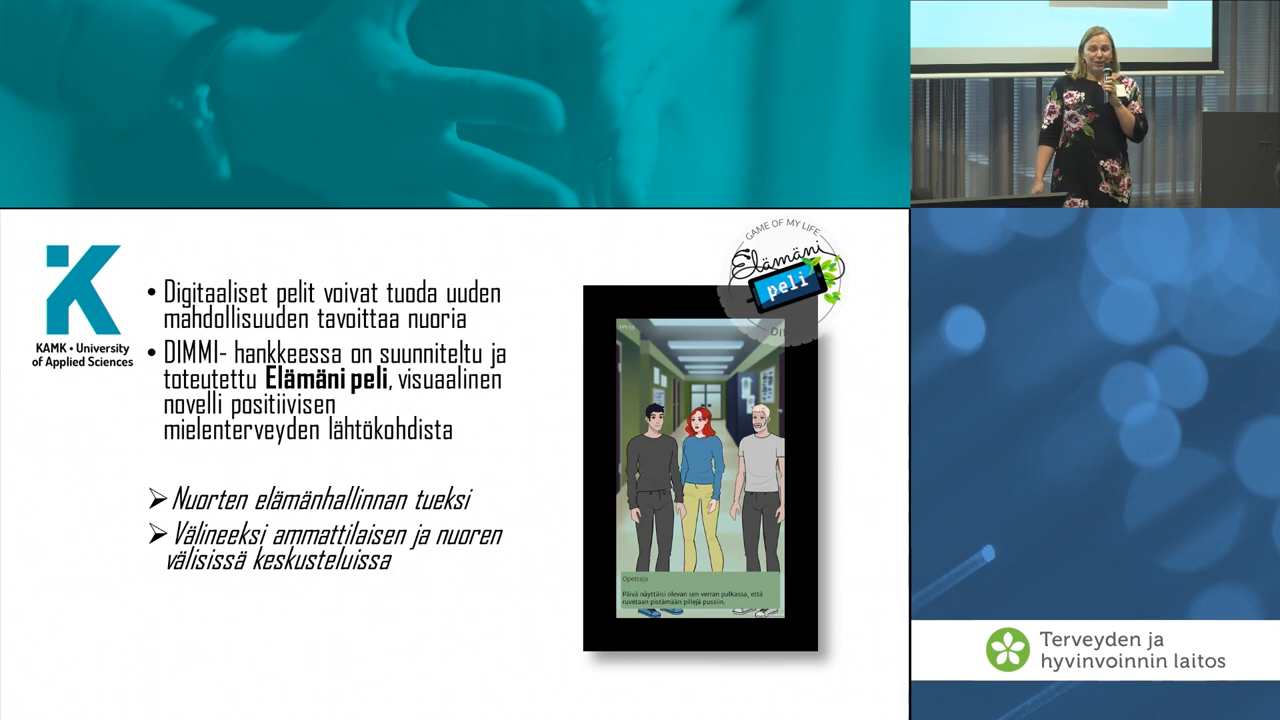 KAMK • University
of Applied Sciences
• Digitaaliset pelit voivat tuoda uuden
mahdollisuuden tavoittaa nuoria
• DIMMI- hankkeessa on suunniteltu ja
toteutettu Elämäni peli, visuaalinen
novelli positiivisen
mielenterveyden lähtökohdista
➢ Nuorten elämänhallinnan tueksi
➢ Välineeksi ammattilaisen ja nuoren
välisissä keskusteluissa
GAME OF MY LIFE
Elämäni
peli
DI
Opettaja
Päivä näyttäisi olevan sen verran pulkassa, että
ruvetaan pistämään pillejä pussiin.
Terveyden ja
hyvinvoinnin laitos